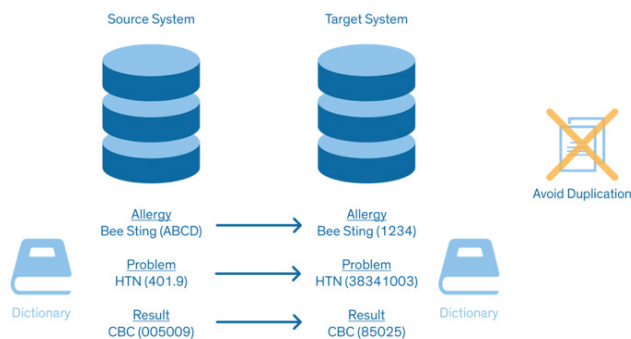 Source System
Target System
Avoid Duplication
Allergy
Bee Sting (ABCD)
Allergy
Bee Sting (1234)
Problem
HTN (401.9)
Problem
HTN (38341003)
Dictionary
Result
CBC (005009)
Result
CBC (85025)
Dictionary